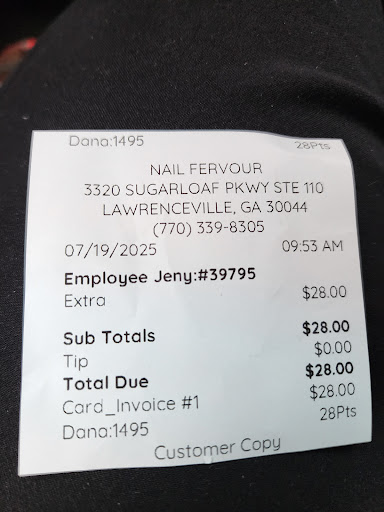 Dana:1495 28Pts
NAIL FERVOUR
3320 SUGARLOAF PKWY STE 110
LAWRENCEVILLE, GA 30044
(770) 339-8305
07/19/2025 09:53 AM
Employee Jeny:#39795
Extra $28.00
Sub Totals $28.00
Tip $0.00
Total Due $28.00
Card_Invoice #1 $28.00
Dana:1495 28Pts
Customer Copy